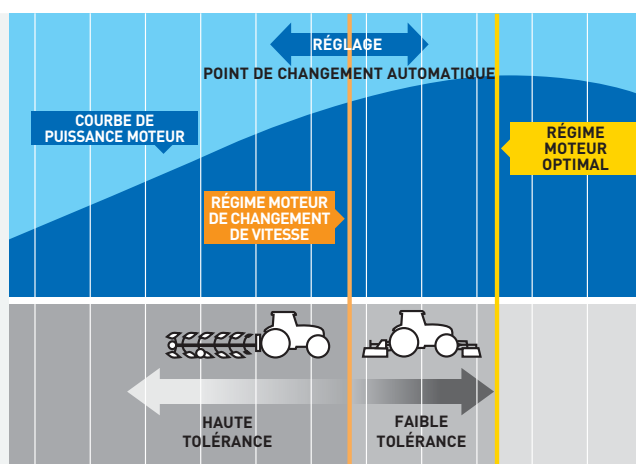 RÉGLAGE
POINT DE CHANGEMENT AUTOMATIQUE
COURBE DE
PUISSANCE MOTEUR
RÉGIME
MOTEUR
OPTIMAL
RÉGIME MOTEUR
DE CHANGEMENT
DE VITESSE
HAUTE
TOLÉRANCE
FAIBLE
TOLÉRANCE